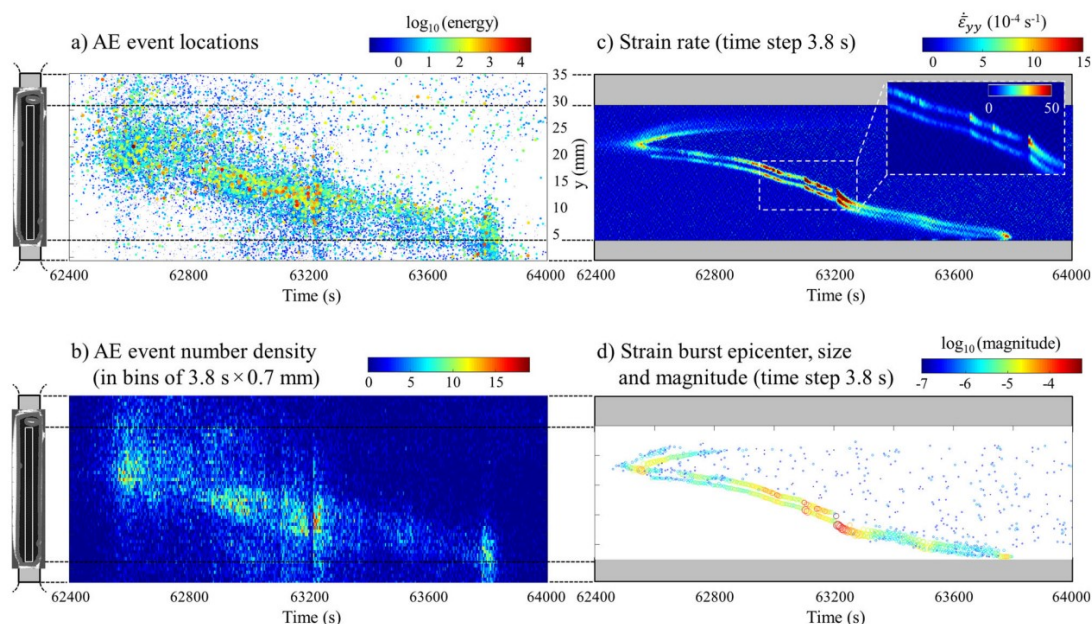 log₁₀(energy)
a) AE event locations
0 1 2 3 4
35
30
25
20
15
10
5
y (mm)
62400 62800 63200 63600 64000
Time (s)
ε̇yy (10⁻⁴ s⁻¹)
c) Strain rate (time step 3.8 s)
0 5 10 15
0 50
62400 62800 63200 63600 64000
Time (s)
b) AE event number density
(in bins of 3.8 s × 0.7 mm)
0 5 10 15
62400 62800 63200 63600 64000
Time (s)
log₁₀(magnitude)
d) Strain burst epicenter, size
and magnitude (time step 3.8 s)
-7 -6 -5 -4
62400 62800 63200 63600 64000
Time (s)